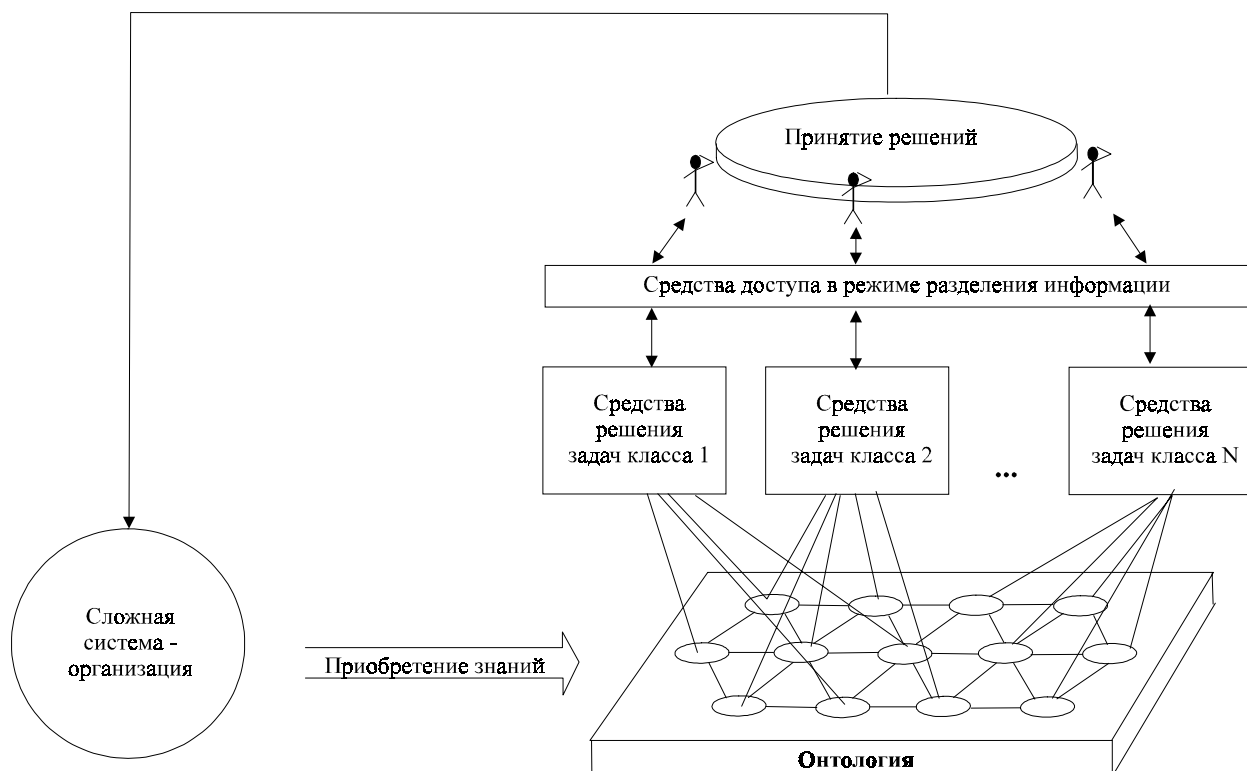 Принятие решений
Средства доступа в режиме разделения информации
Средства
решения
задач класса 1
Средства
решения
задач класса 2
...
Средства
решения
задач класса N
Сложная
система -
организация
Приобретение знаний
Онтология